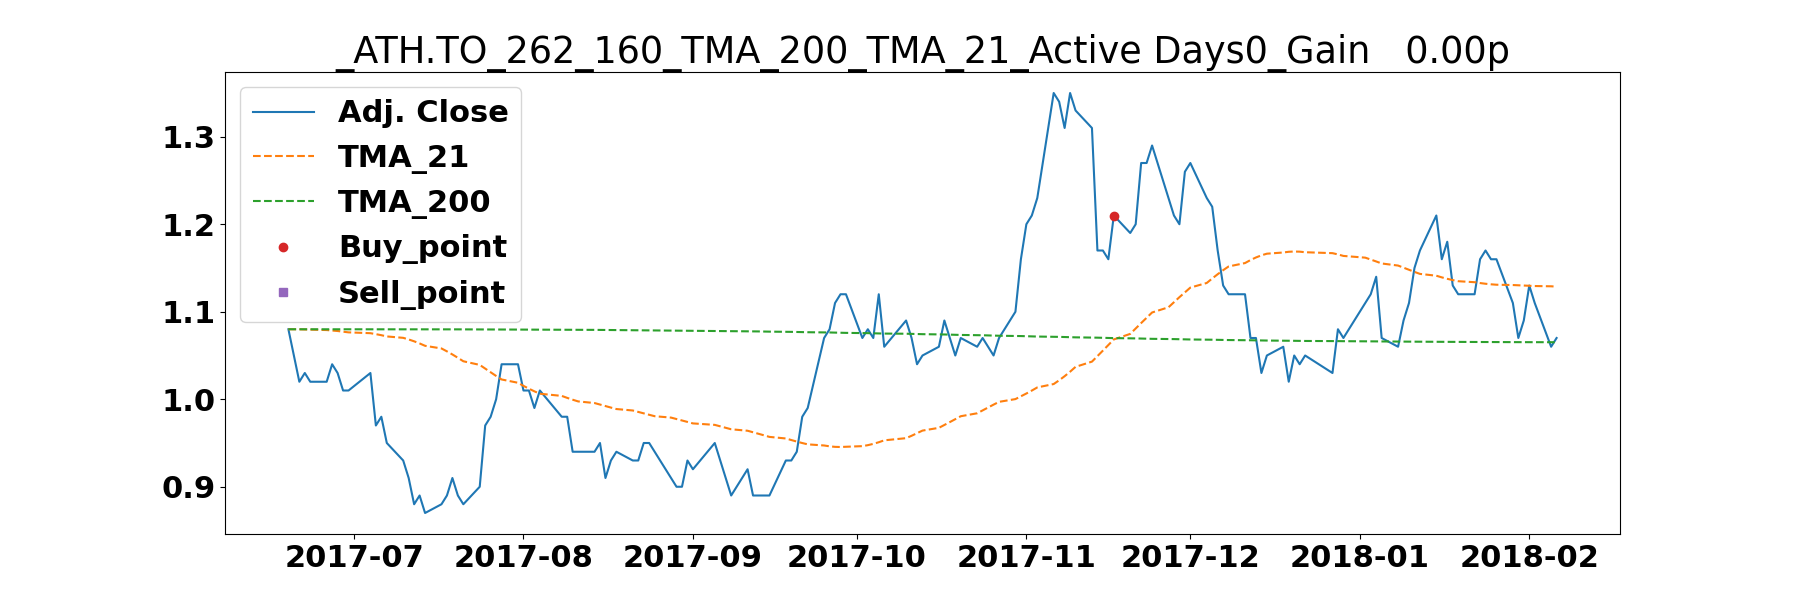 _ATH.TO_262_160_TMA_200_TMA_21_Active Days0_Gain   0.00p
Adj. Close
TMA_21
TMA_200
Buy_point
Sell_point
1.3
1.2
1.1
1.0
0.9
2017-07 2017-08 2017-09 2017-10 2017-11 2017-12 2018-01 2018-02